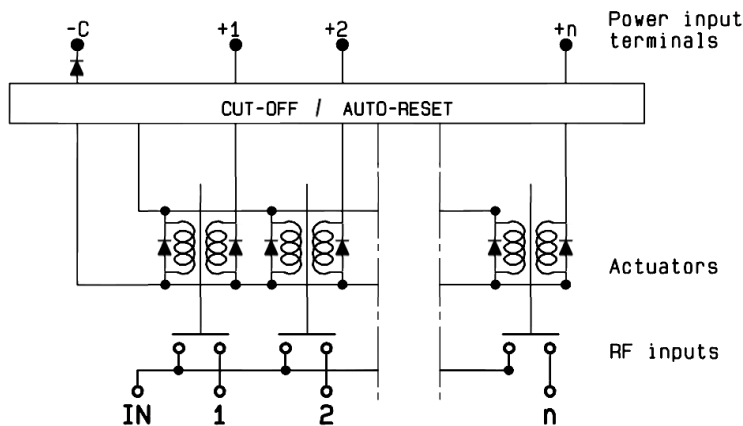 -C +1 +2 +n Power input
terminals
CUT-OFF / AUTO-RESET
Actuators
RF inputs
IN 1 2 n